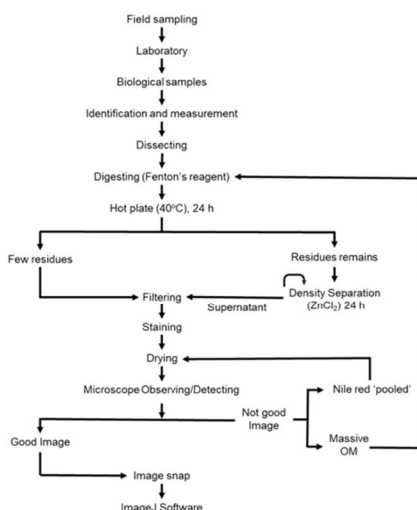 Field sampling
Laboratory
Biological samples
Identification and measurement
Dissecting
Digesting (Fenton's reagent)
Hot plate (40°C), 24 h
Few residues
Residues remains
Filtering
Supernatant
Density Separation
(ZnCl₂) 24 h
Staining
Drying
Microscope Observing/Detecting
Nile red 'pooled'
Not good
Image
Good Image
Massive
OM
Image snap
ImageJ Software